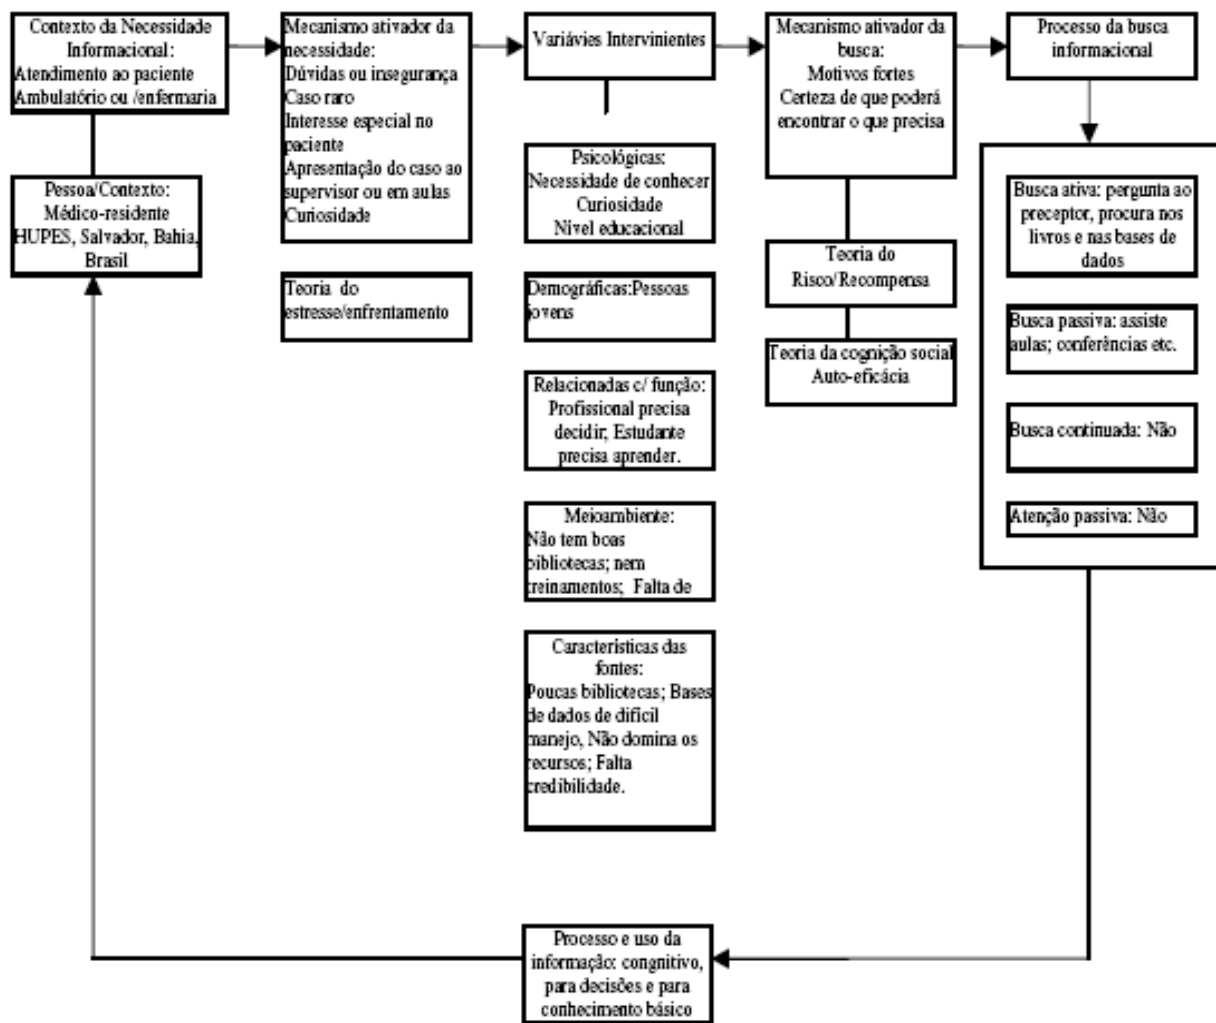 Contexto da Necessidade
Informacional:
Atendimento ao paciente
Ambulatório ou /enfermaria
Pessoa/Contexto:
Médico-residente
HUPES, Salvador, Bahia,
Brasil
Mecanismo ativador da
necessidade:
Dúvidas ou insegurança
Caso raro
Interesse especial no
paciente
Apresentação do caso ao
supervisor ou em aulas
Curiosidade
Teoria do
estresse/enfrentamento
Variávies Intervinientes
Psicológicas:
Necessidade de conhecer
Curiosidade
Nível educacional
Demográficas:Pessoas
jovens
Relacionadas c/ função:
Profissional precisa
decidir; Estudante
precisa aprender.
Meioambiente:
Não tem boas
bibliotecas; nem
treinamentos; Falta de
Características das
fontes:
Poucas bibliotecas; Bases
de dados de difícil
manejo, Não domina os
recursos; Falta
credibilidade.
Mecanismo ativador da
busca:
Motivos fortes
Certeza de que poderá
encontrar o que precisa
Teoria do
Risco/Recompensa
Teoria da cognição social
Auto-eficácia
Processo da busca
informacional
Busca ativa: pergunta ao
preceptor, procura nos
livros e nas bases de
dados
Busca passiva: assiste
aulas; conferências etc.
Busca continuada: Não
Atenção passiva: Não
Processo e uso da
informação: congnitivo,
para decisões e para
conhecimento básico